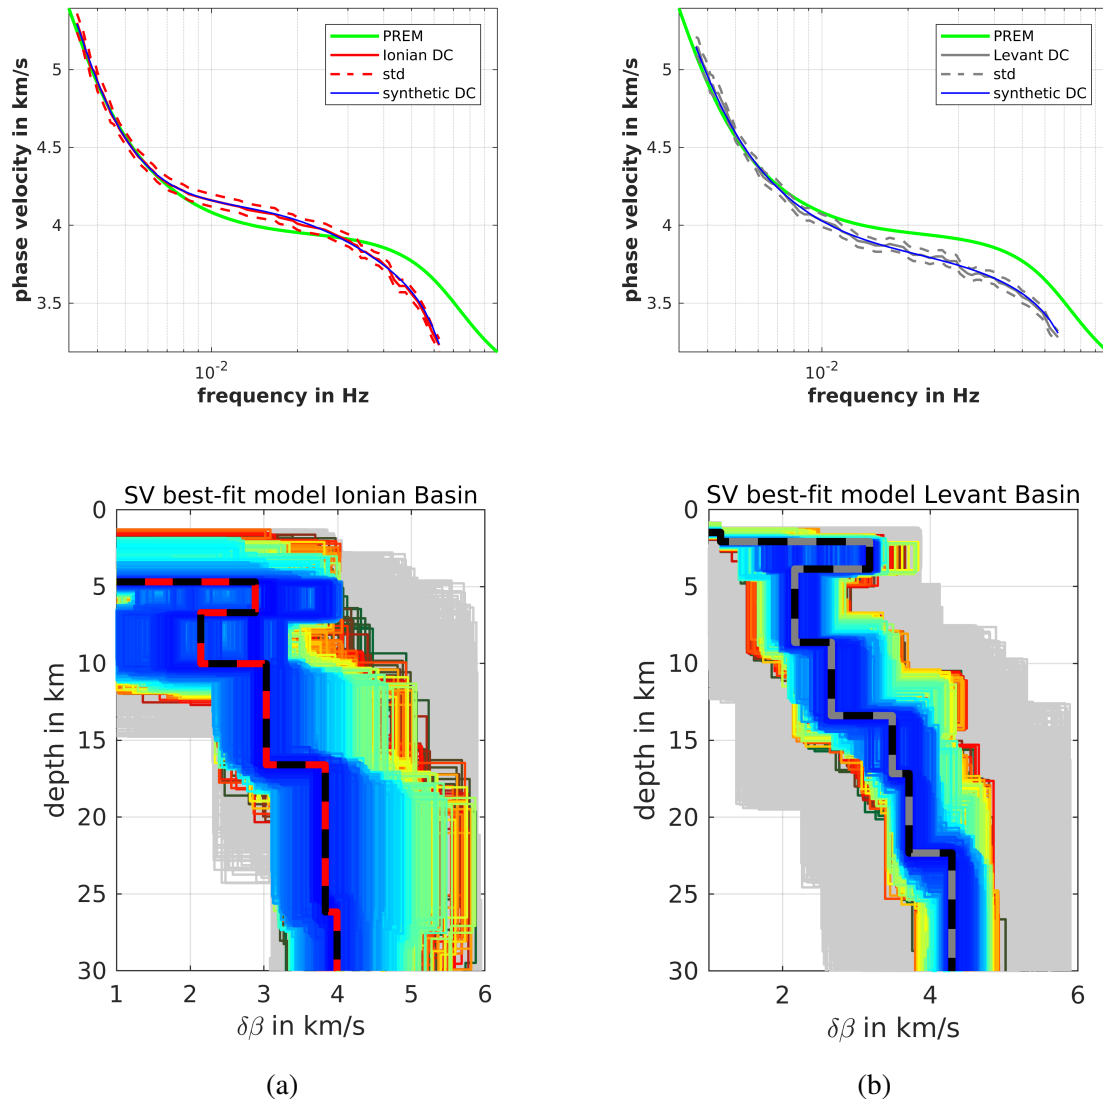 phase velocity in km/s
5
4.5
4
3.5
PREM
Ionian DC
std
synthetic DC
10-2
frequency in Hz
phase velocity in km/s
5
4.5
4
3.5
PREM
Levant DC
std
synthetic DC
10-2
frequency in Hz
SV best-fit model Ionian Basin
depth in km
0
5
10
15
20
25
30
1 2 3 4 5 6
δβ in km/s
(a)
SV best-fit model Levant Basin
depth in km
0
5
10
15
20
25
30
2 4 6
δβ in km/s
(b)